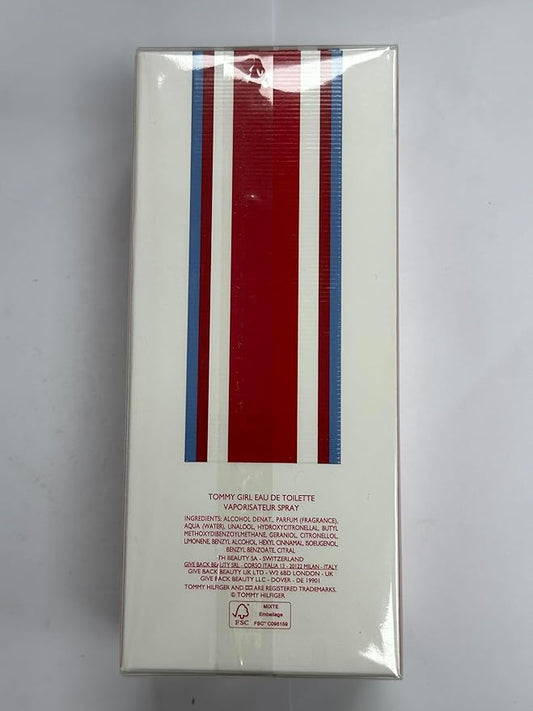 TOMMY GIRL EAU DE TOILETTE
VAPORISATEUR SPRAY
INGREDIENTS: ALCOHOL DENAT., PARFUM (FRAGRANCE),
AQUA (WATER), LINALOOL, HYDROXYCITRONELLAL, BUTYL
METHOXYDIBENZOYLMETHANE, GERANIOL, CITRONELLOL,
LIMONENE, BENZYL ALCOHOL, HEXYL CINNAMAL, ISOEUGENOL,
BENZYL BENZOATE, CITRAL
TH BEAUTY SA - SWITZERLAND
GIVE BACK BEAUTY SRL - CORSO ITALIA 13 - 20122 MILAN - ITALY
GIVE BACK BEAUTY UK LTD - W2 6BD LONDON - UK
GIVE BACK BEAUTY LLC - DOVER - DE 19901
TOMMY HILFIGER AND ARE REGISTERED TRADEMARKS.
© TOMMY HILFIGER
FSC
MIXTE
Emballage
FSC® C098159